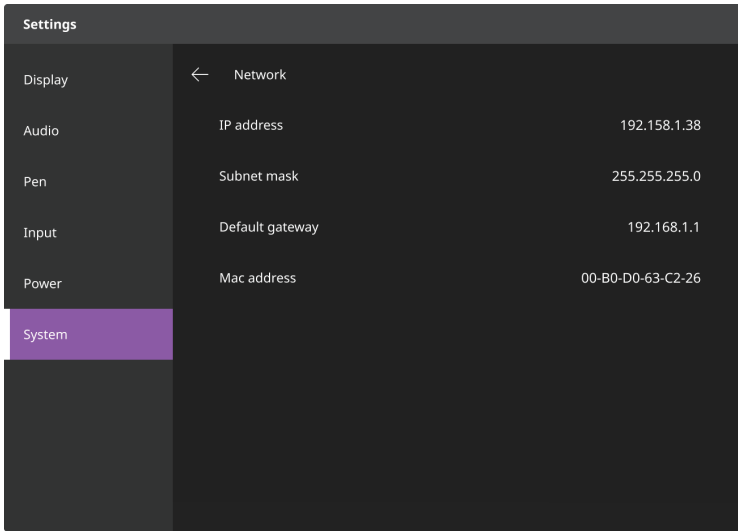 Settings
Display
Audio
Pen
Input
Power
System
Network
IP address 192.158.1.38
Subnet mask 255.255.255.0
Default gateway 192.168.1.1
Mac address 00-B0-D0-63-C2-26